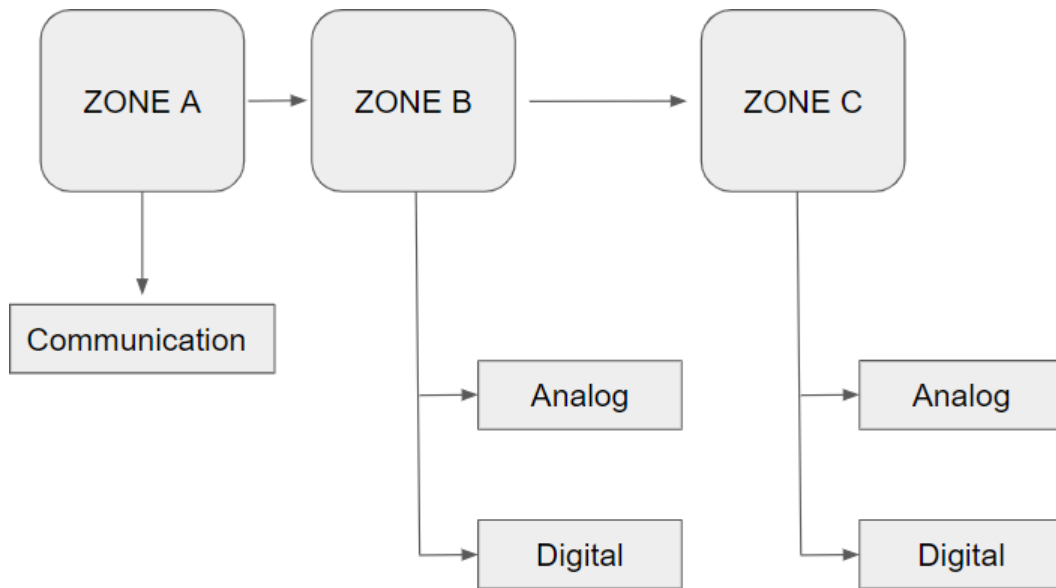 ZONE A
ZONE B
ZONE C
Communication
Analog
Analog
Digital
Digital